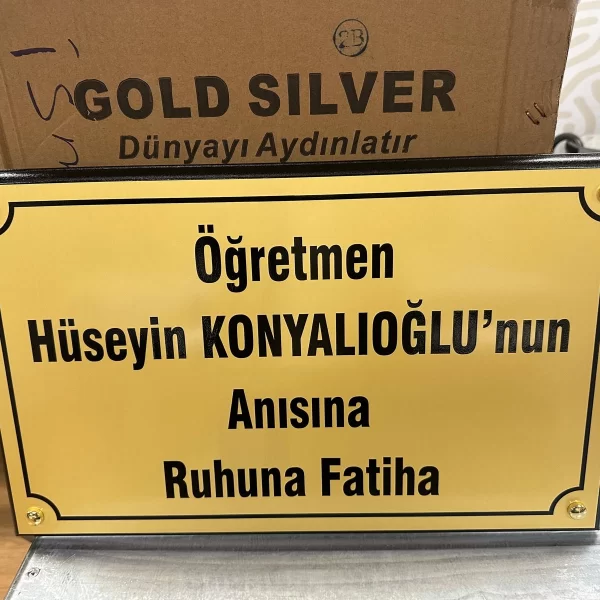 2B
GOLD SILVER
Dünyayı Aydınlatır
Öğretmen
Hüseyin KONYALIOĞLU'nun
Anısına
Ruhuna Fatiha